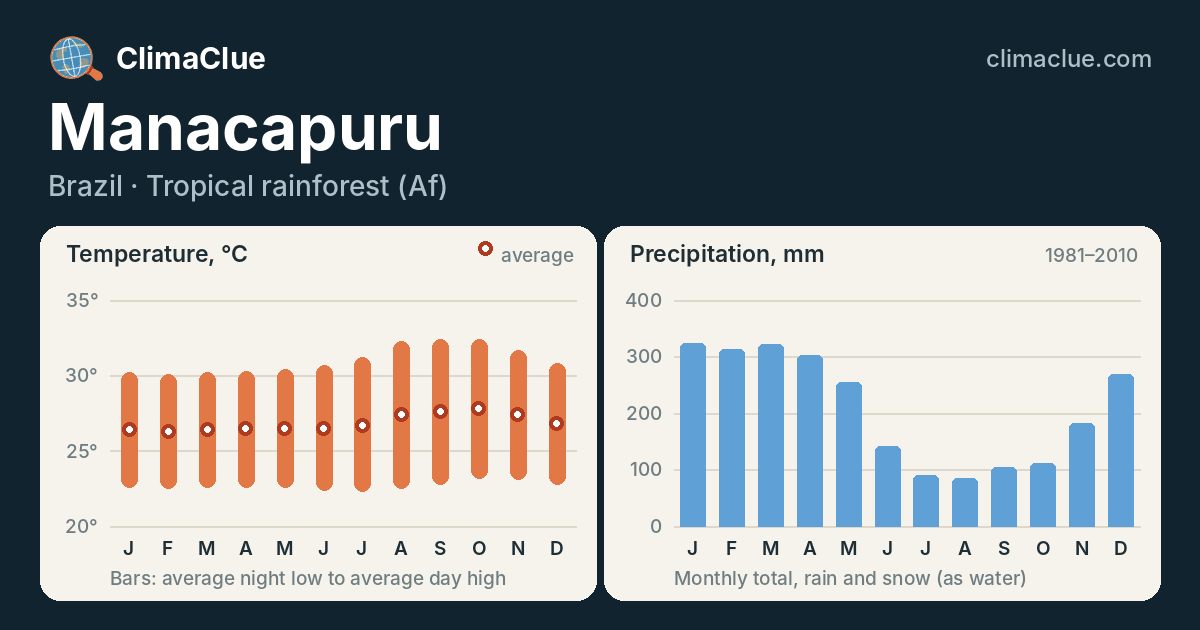 ClimaClue
climaclue.com
Manacapuru
Brazil · Tropical rainforest (Af)
Temperature, °C
average
35°
30°
25°
20°
J F M A M J J A S O N D
Bars: average night low to average day high
Precipitation, mm
1981–2010
400
300
200
100
0
J F M A M J J A S O N D
Monthly total, rain and snow (as water)